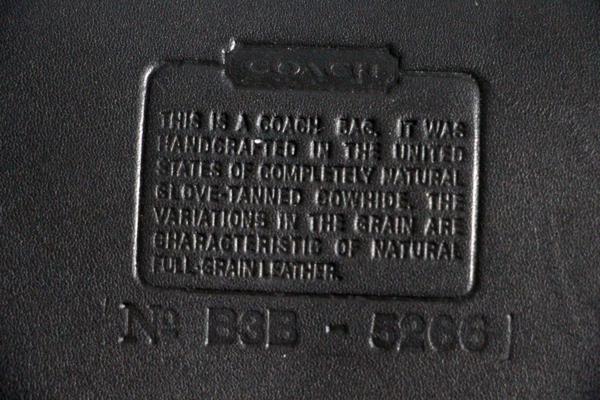 COACH
THIS IS A COACH BAG. IT WAS
HANDCRAFTED IN THE UNITED
STATES OF COMPLETELY NATURAL
GLOVE-TANNED COWHIDE. THE
VARIATIONS IN THE GRAIN ARE
CHARACTERISTIC OF NATURAL
FULL-GRAIN LEATHER.
No B3B - 5266